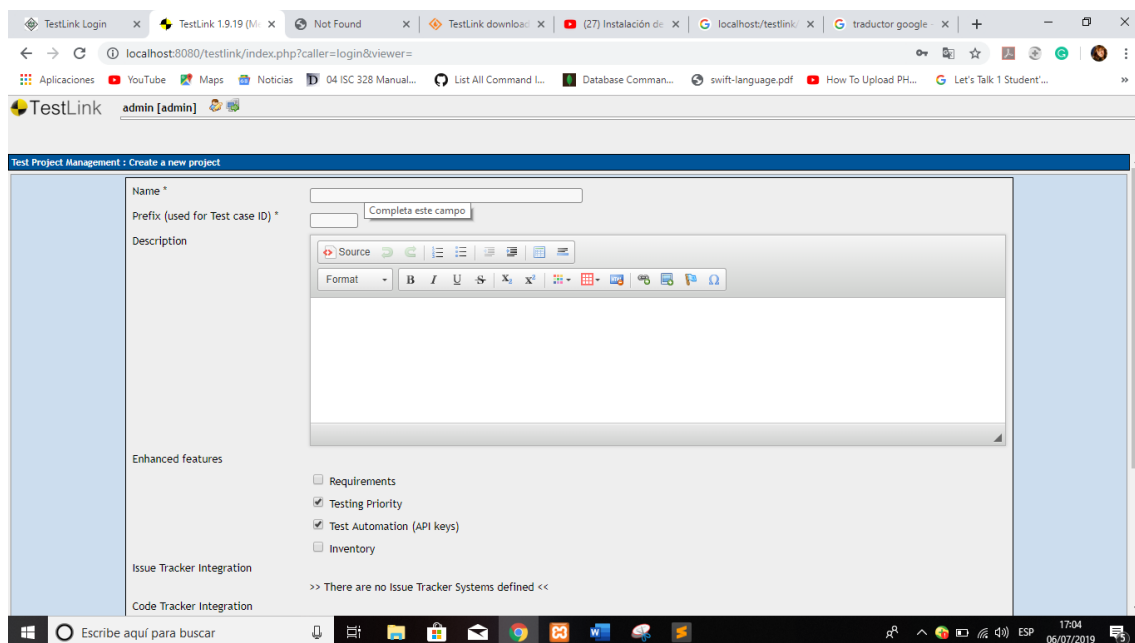 TestLink Login
TestLink 1.9.19 (M
Not Found
TestLink download
(27) Instalación de
localhost/testlink/
traductor google -
localhost:8080/testlink/index.php?caller=login&viewer=
Aplicaciones
YouTube
Maps
Noticias
04 ISC 328 Manual...
List All Command I...
Database Comman...
swift-language.pdf
How To Upload PH...
Let's Talk 1 Student'...
»
TestLink
admin [admin]
Test Project Management : Create a new project
Name *
Completa este campo
Prefix (used for Test case ID) *
Description
Source
Format
B I U S X₂ x² Ω
Enhanced features
Requirements
Testing Priority
Test Automation (API keys)
Inventory
Issue Tracker Integration
>> There are no Issue Tracker Systems defined <<
Code Tracker Integration
Escribe aquí para buscar
ESP
17:04
06/07/2019